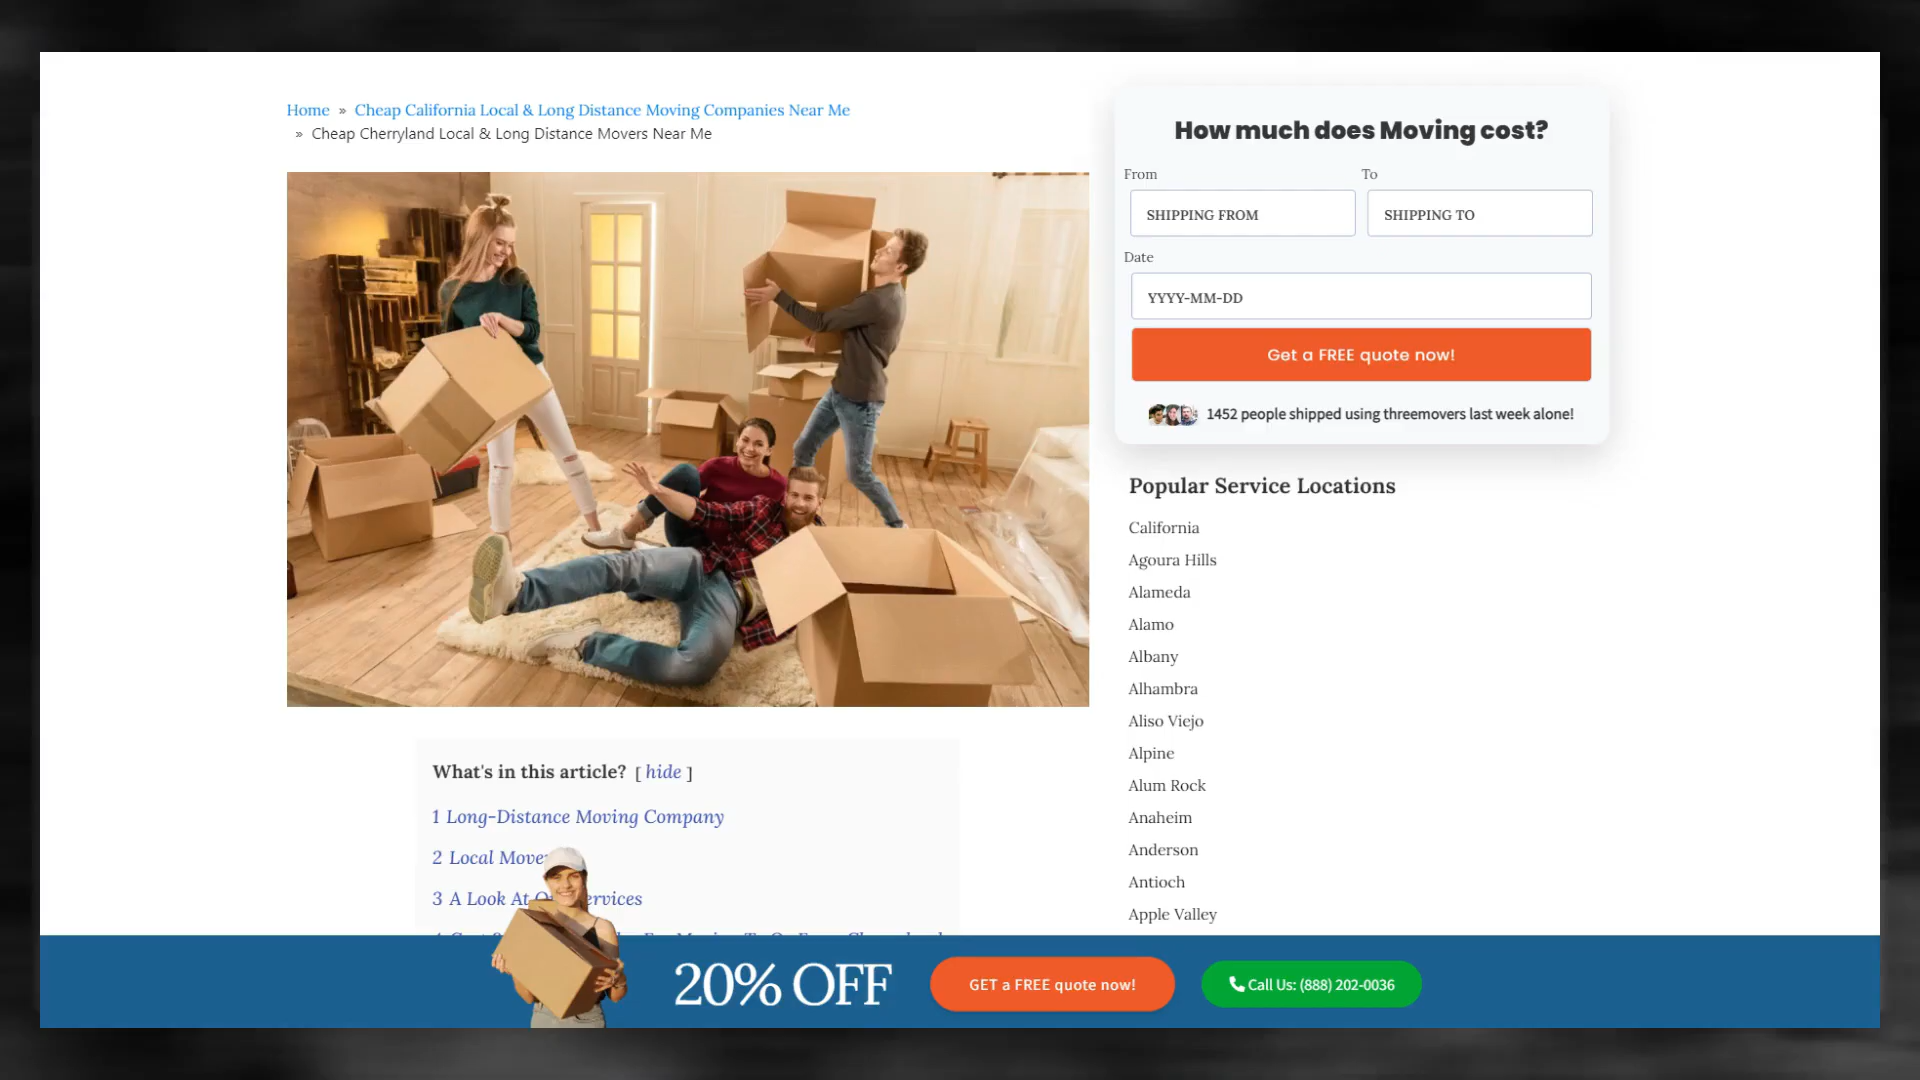 Home » Cheap California Local & Long Distance Moving Companies Near Me
» Cheap Cherryland Local & Long Distance Movers Near Me
How much does Moving cost?
From To
SHIPPING FROM SHIPPING TO
Date
YYYY-MM-DD
Get a FREE quote now!
1452 people shipped using threemovers last week alone!
Popular Service Locations
California
Agoura Hills
Alameda
Alamo
Albany
Alhambra
Aliso Viejo
Alpine
Alum Rock
Anaheim
Anderson
Antioch
Apple Valley
What's in this article? [ hide ]
1 Long-Distance Moving Company
2 Local
3 A Look At
20% OFF
GET a FREE quote now!
Call Us: (888) 202-0036